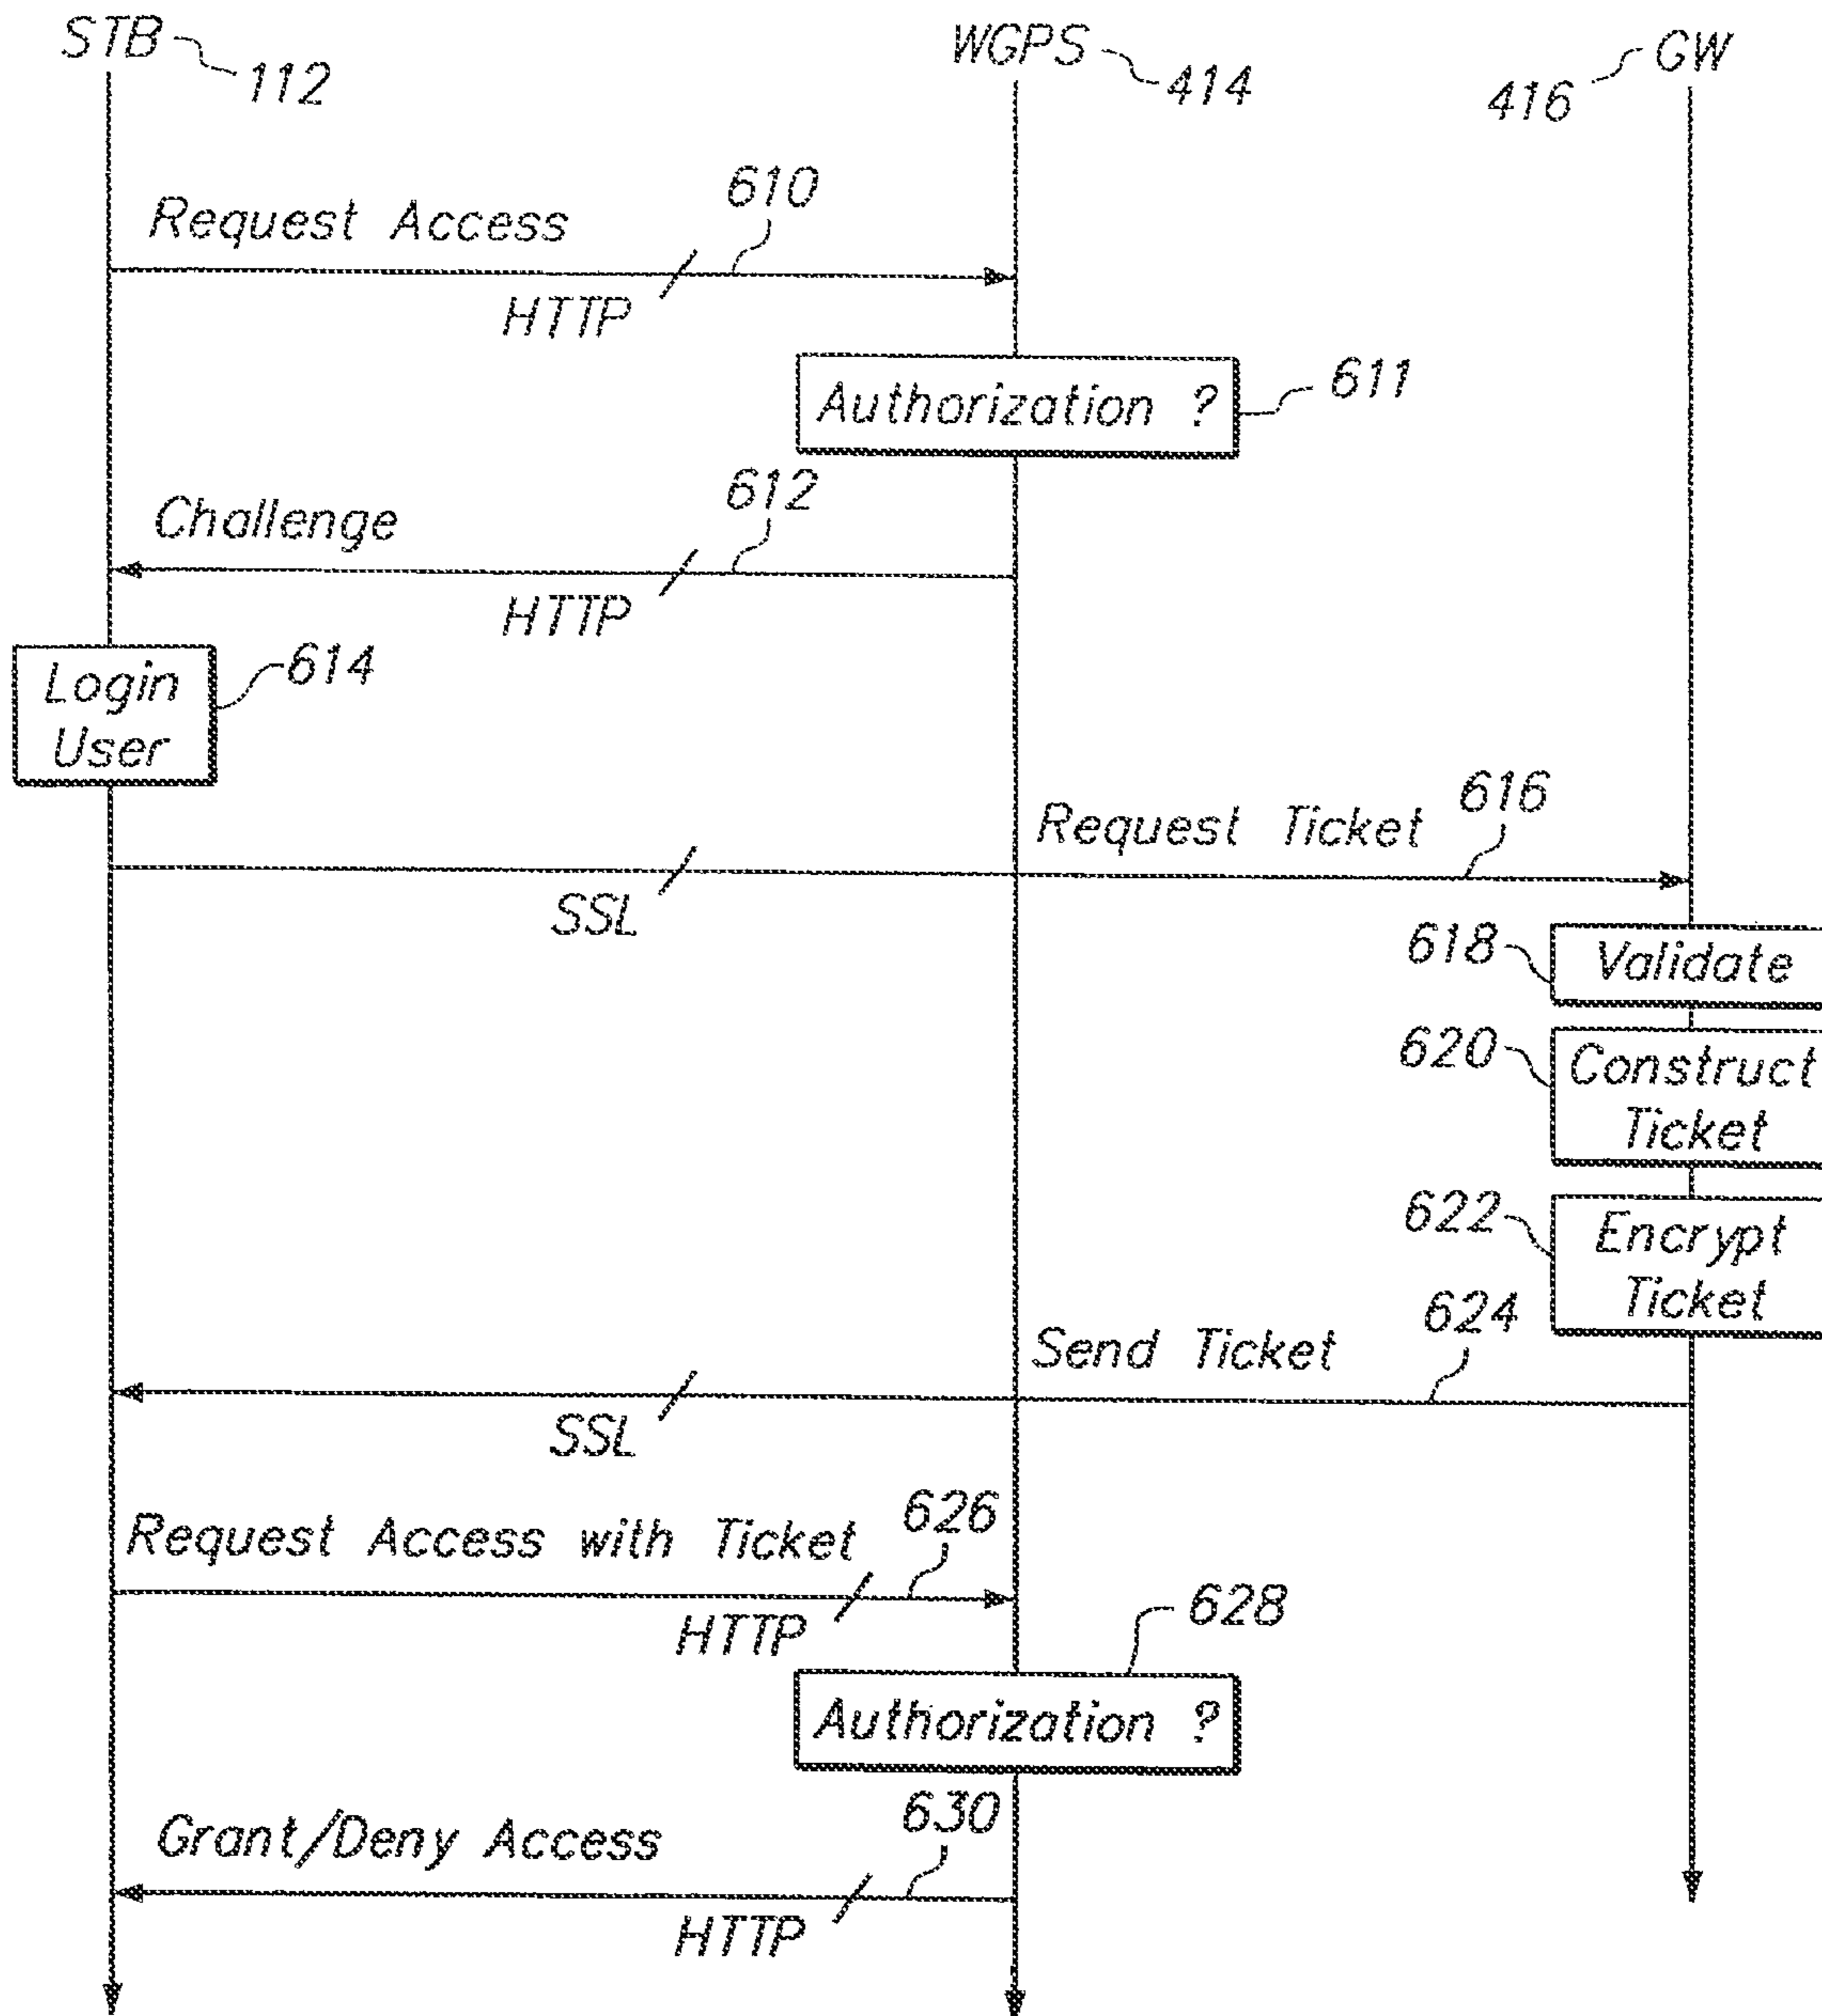 STB 112
WGPS 414
416 GW
610
Request Access
HTTP
Authorization ? 611
612
Challenge
HTTP
Login
User
614
616
Request Ticket
SSL
618 Validate
620
Construct
Ticket
622
Encrypt
Ticket
624
Send Ticket
SSL
626
Request Access with Ticket
HTTP
628
Authorization ?
630
Grant/Deny Access
HTTP